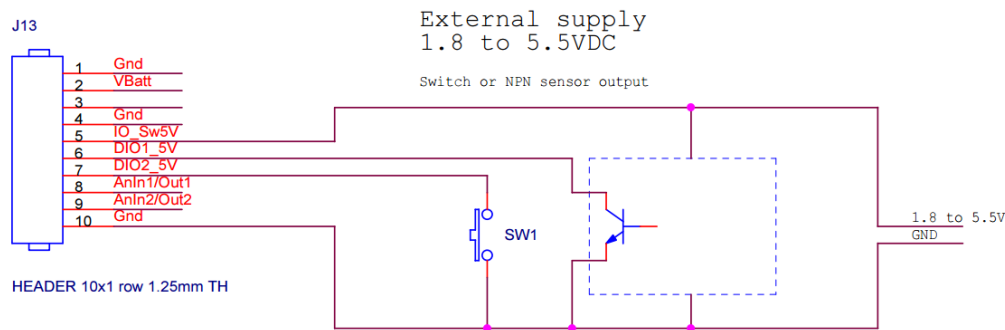 J13
External supply
1.8 to 5.5VDC
Switch or NPN sensor output
1 Gnd
2 VBatt
3
4 Gnd
5 IO_Sw5V
6 DIO1_5V
7 DIO2_5V
8 AnIn1/Out1
9 AnIn2/Out2
10 Gnd
SW1
1.8 to 5.5V
GND
HEADER 10x1 row 1.25mm TH